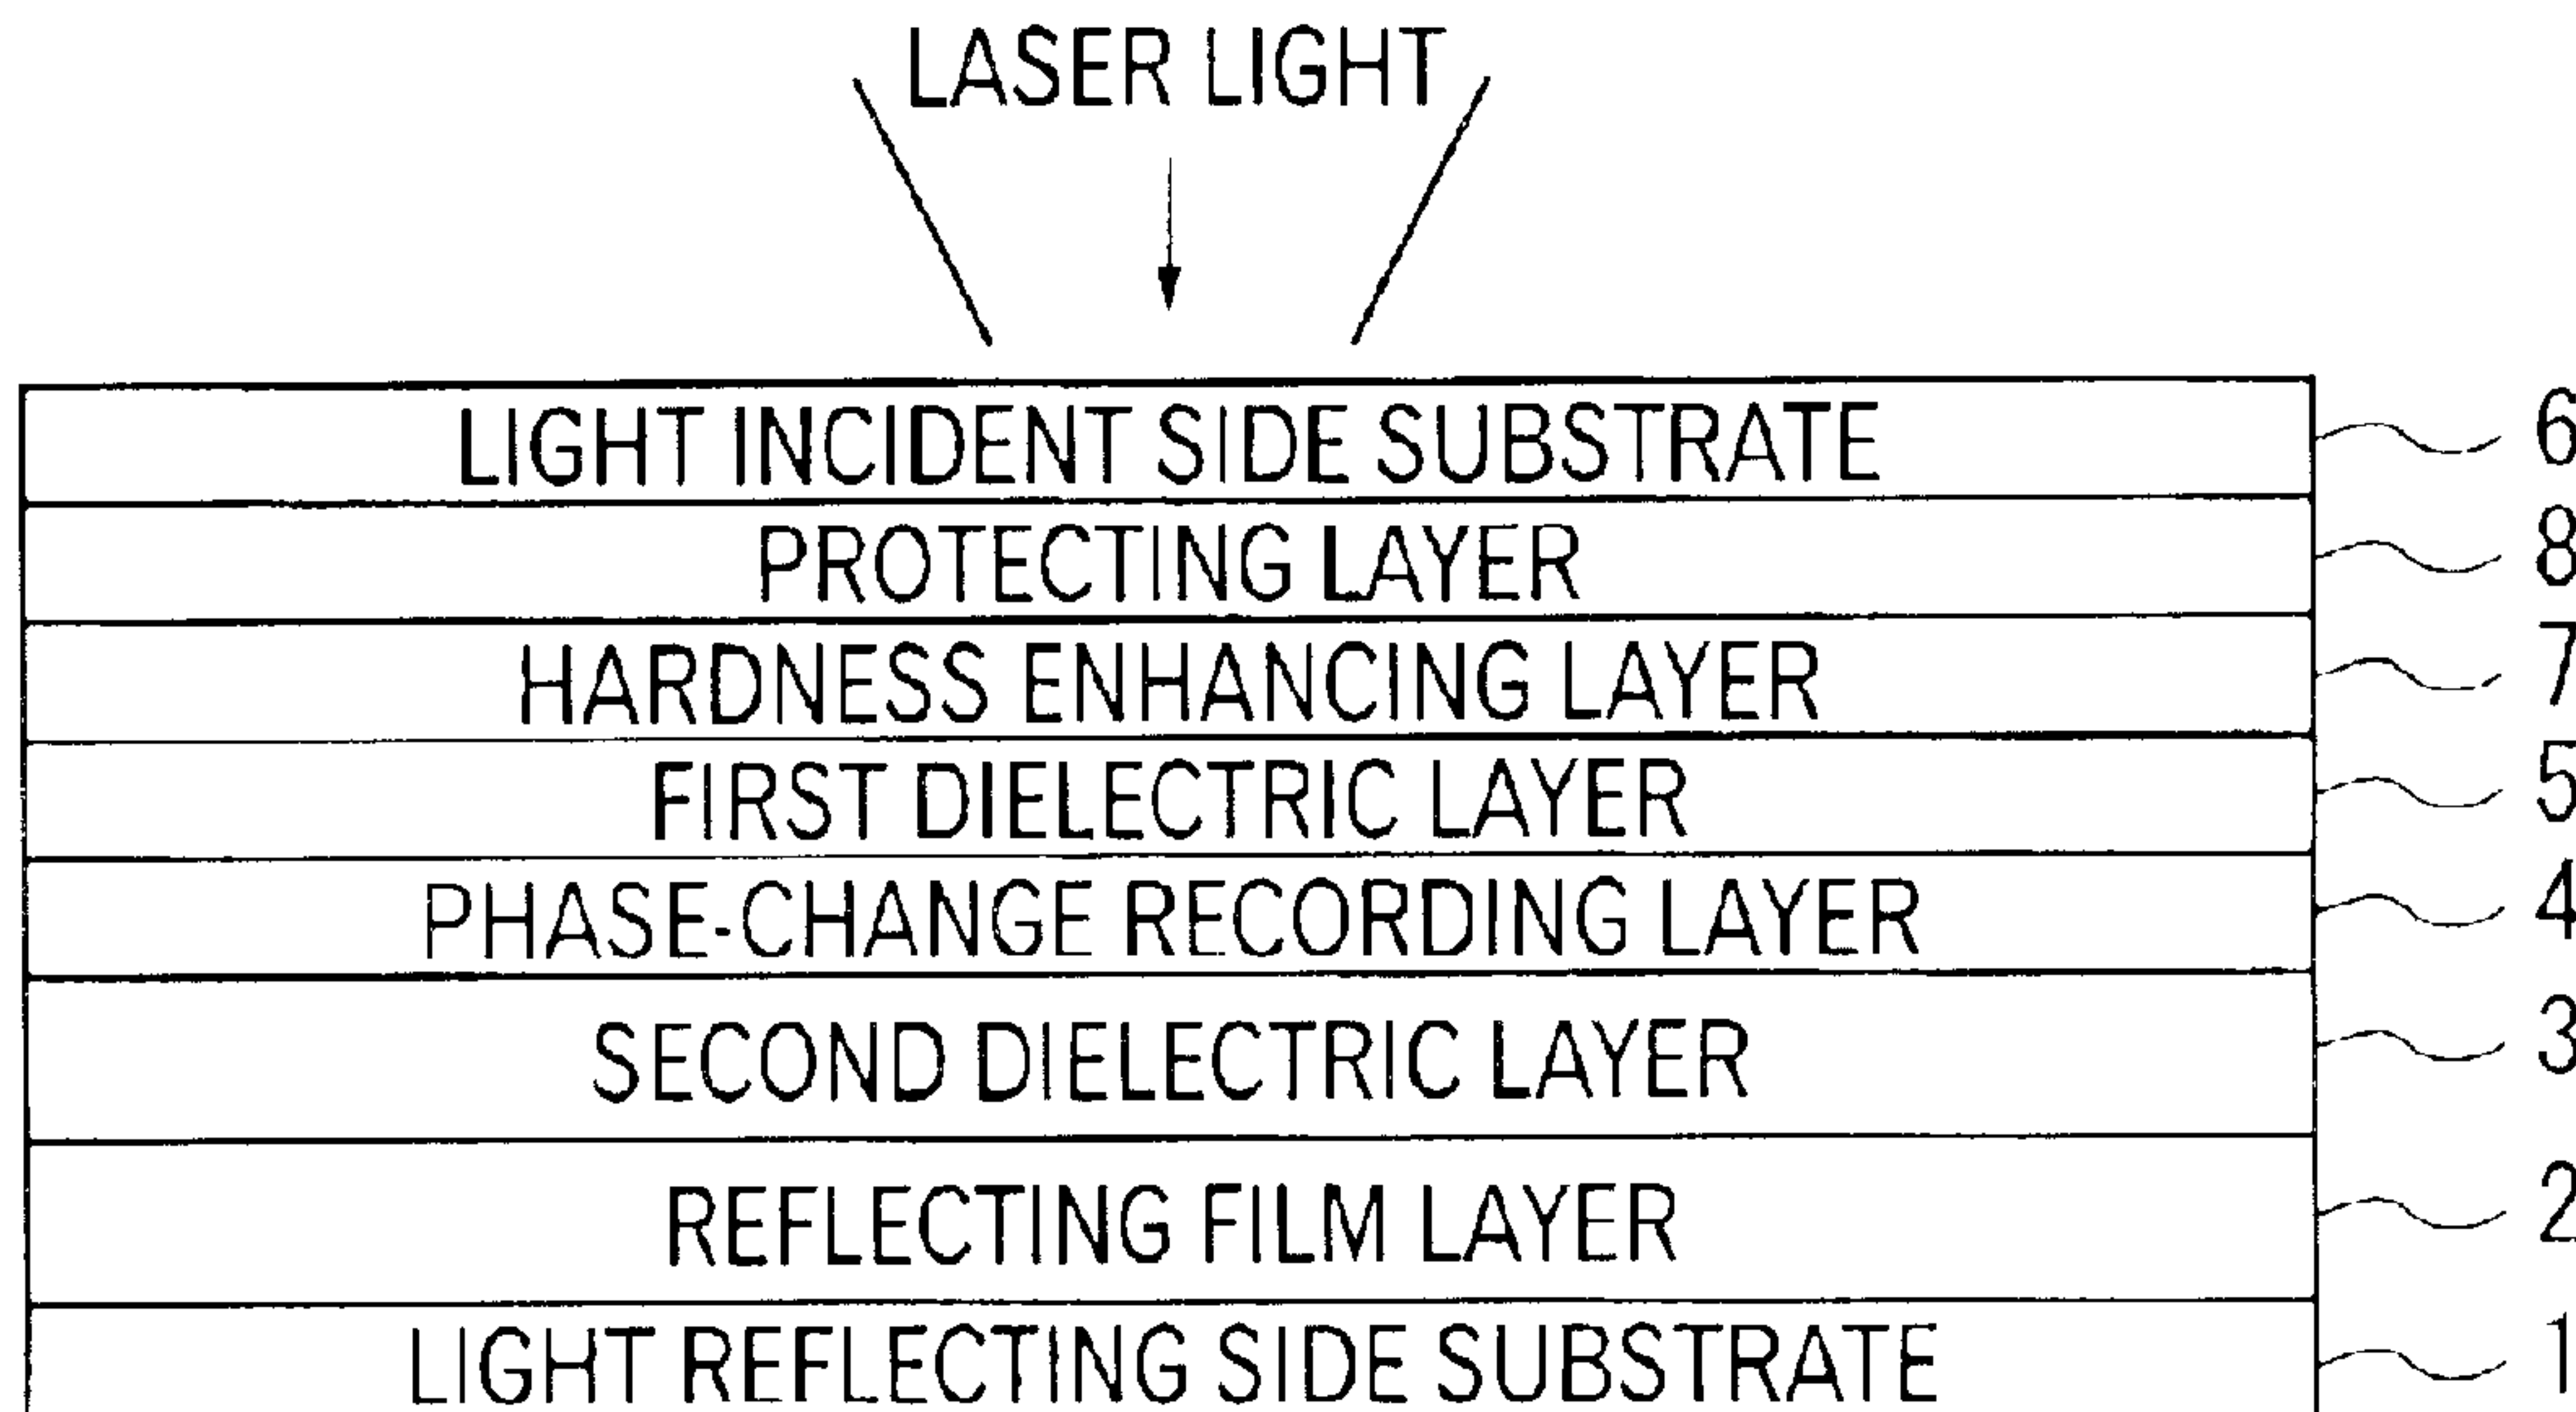 LASER LIGHT
LIGHT INCIDENT SIDE SUBSTRATE 6
PROTECTING LAYER 8
HARDNESS ENHANCING LAYER 7
FIRST DIELECTRIC LAYER 5
PHASE-CHANGE RECORDING LAYER 4
SECOND DIELECTRIC LAYER 3
REFLECTING FILM LAYER 2
LIGHT REFLECTING SIDE SUBSTRATE 1